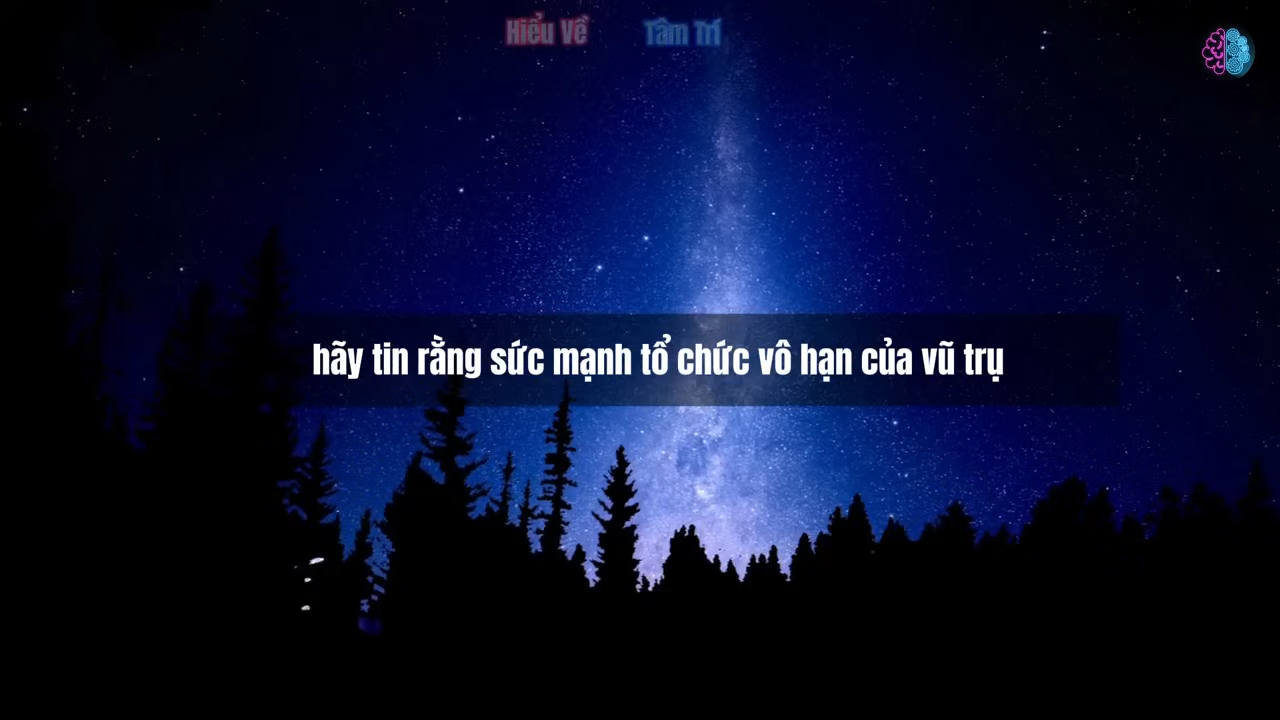 Hiểu Về Tâm Trí
hãy tin rằng sức mạnh tổ chức vô hạn của vũ trụ